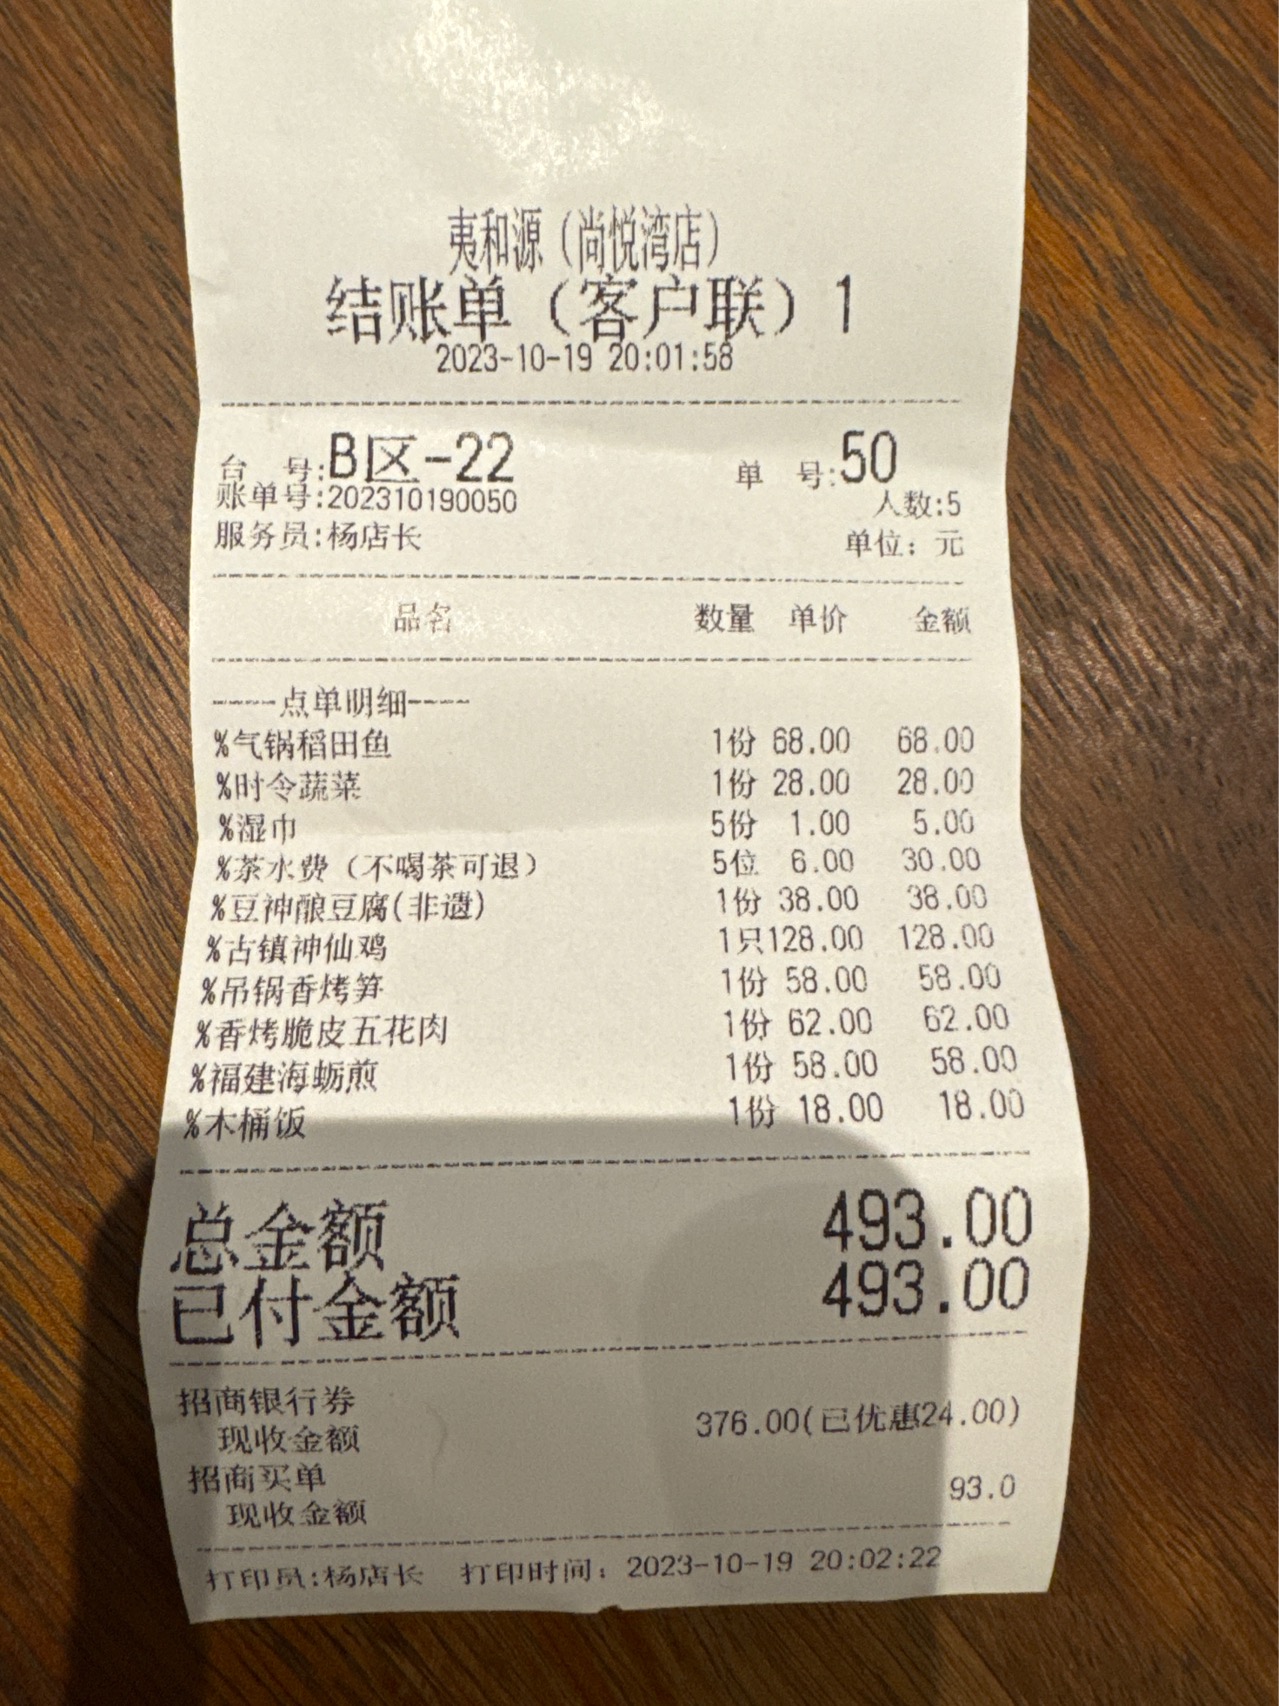 夷和源（尚悦湾店）
结账单（客户联）1
2023-10-19 20:01:58
台 号:B区-22 单 号:50
账单号:202310190050 人数:5
服务员:杨店长 单位：元
品名 数量 单价 金额
----点单明细----
%气锅稻田鱼 1份 68.00 68.00
%时令蔬菜 1份 28.00 28.00
%湿巾 5份 1.00 5.00
%茶水费（不喝茶可退） 5位 6.00 30.00
%豆神酿豆腐(非遗) 1份 38.00 38.00
%古镇神仙鸡 1只128.00 128.00
%吊锅香烤笋 1份 58.00 58.00
%香烤脆皮五花肉 1份 62.00 62.00
%福建海蛎煎 1份 58.00 58.00
%木桶饭 1份 18.00 18.00
总金额 493.00
已付金额 493.00
招商银行券
现收金额 376.00(已优惠24.00)
招商买单
现收金额 93.0
打印员:杨店长 打印时间：2023-10-19 20:02:22